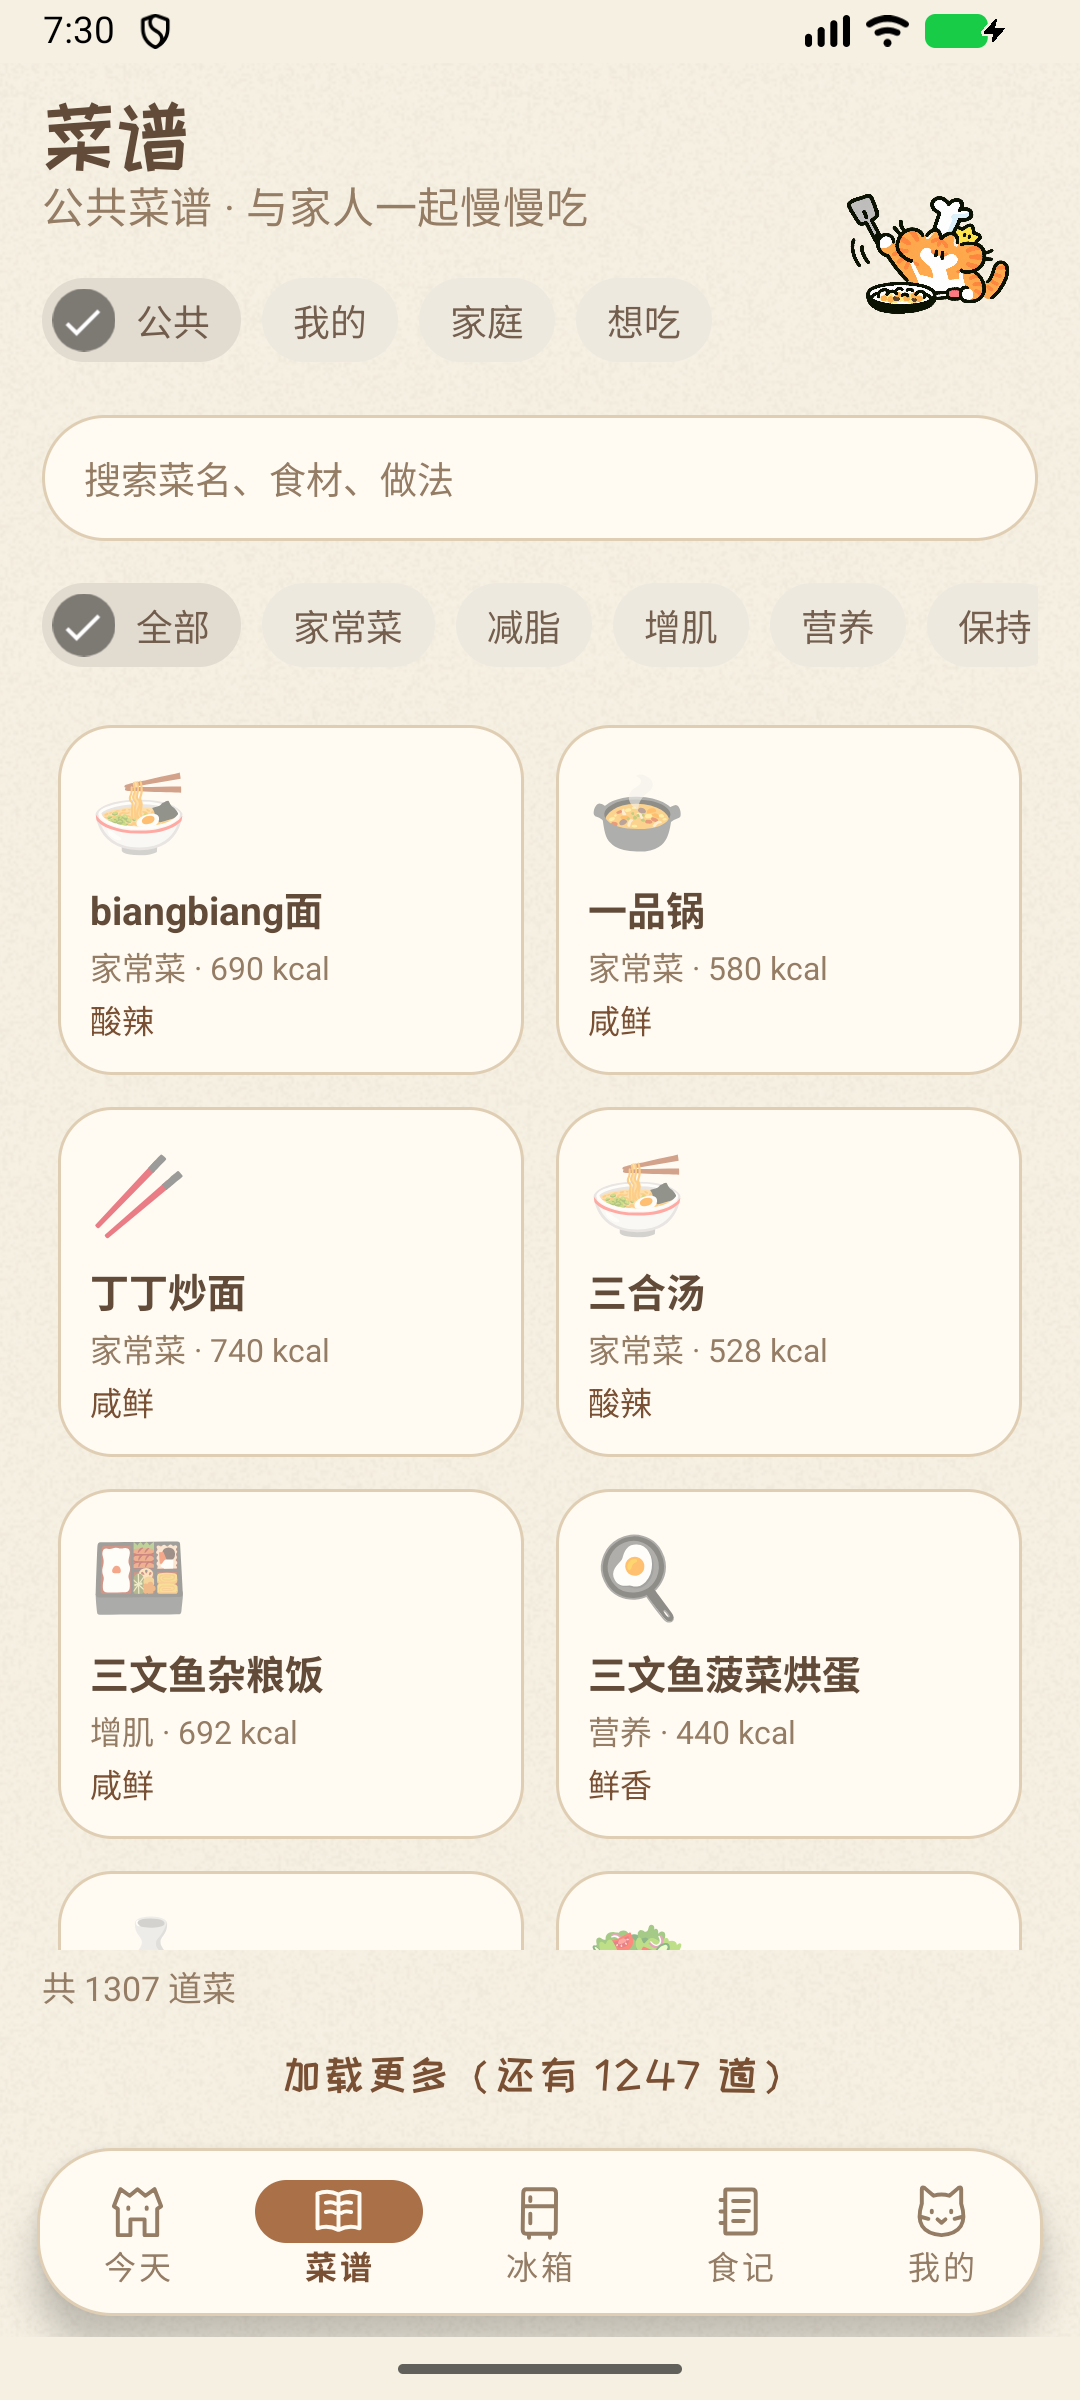 7:30
菜谱
公共菜谱 · 与家人一起慢慢吃
公共 我的 家庭 想吃
搜索菜名、食材、做法
全部 家常菜 减脂 增肌 营养 保持
biangbiang面
家常菜 · 690 kcal
酸辣
一品锅
家常菜 · 580 kcal
咸鲜
丁丁炒面
家常菜 · 740 kcal
咸鲜
三合汤
家常菜 · 528 kcal
酸辣
三文鱼杂粮饭
增肌 · 692 kcal
咸鲜
三文鱼菠菜烘蛋
营养 · 440 kcal
鲜香
共 1307 道菜
加载更多（还有 1247 道）
今天 菜谱 冰箱 食记 我的